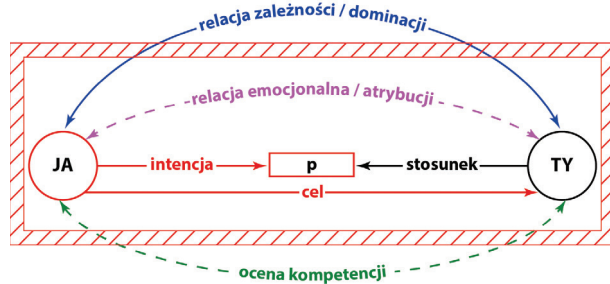 relacja zależności / dominacji
relacja emocjonalna / atrybucji
JA
intencja
p
stosunek
TY
cel
ocena kompetencji